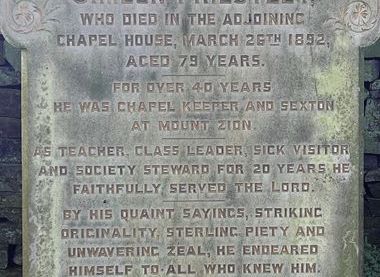 WHO DIED IN THE ADJOINING
CHAPEL HOUSE, MARCH 26TH 1892,
AGED 79 YEARS.
FOR OVER 40 YEARS
HE WAS CHAPEL KEEPER AND SEXTON
AT MOUNT ZION.
AS TEACHER, CLASS LEADER, SICK VISITOR
AND SOCIETY STEWARD FOR 20 YEARS HE
FAITHFULLY SERVED THE LORD.
BY HIS QUAINT SAYINGS, STRIKING
ORIGINALITY, STERLING PIETY AND
UNWAVERING ZEAL, HE ENDEARED
HIMSELF TO ALL WHO KNEW HIM.